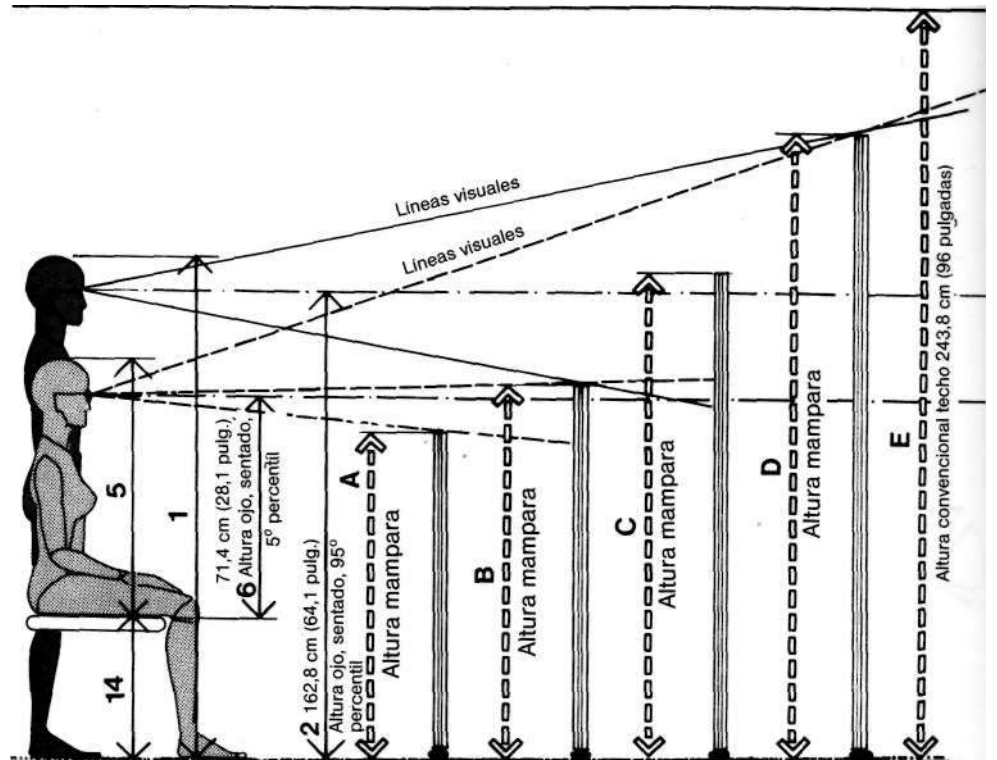 Líneas visuales
Líneas visuales
5
1
14
71,4 cm (28,1 pulg.)
6 Altura ojo, sentado,
5º percentil
2 162,8 cm (64,1 pulg.)
Altura ojo, sentado, 95º
percentil
A
Altura mampara
B
Altura mampara
C
Altura mampara
D
Altura mampara
E
Altura convencional techo 243,8 cm (96 pulgadas)